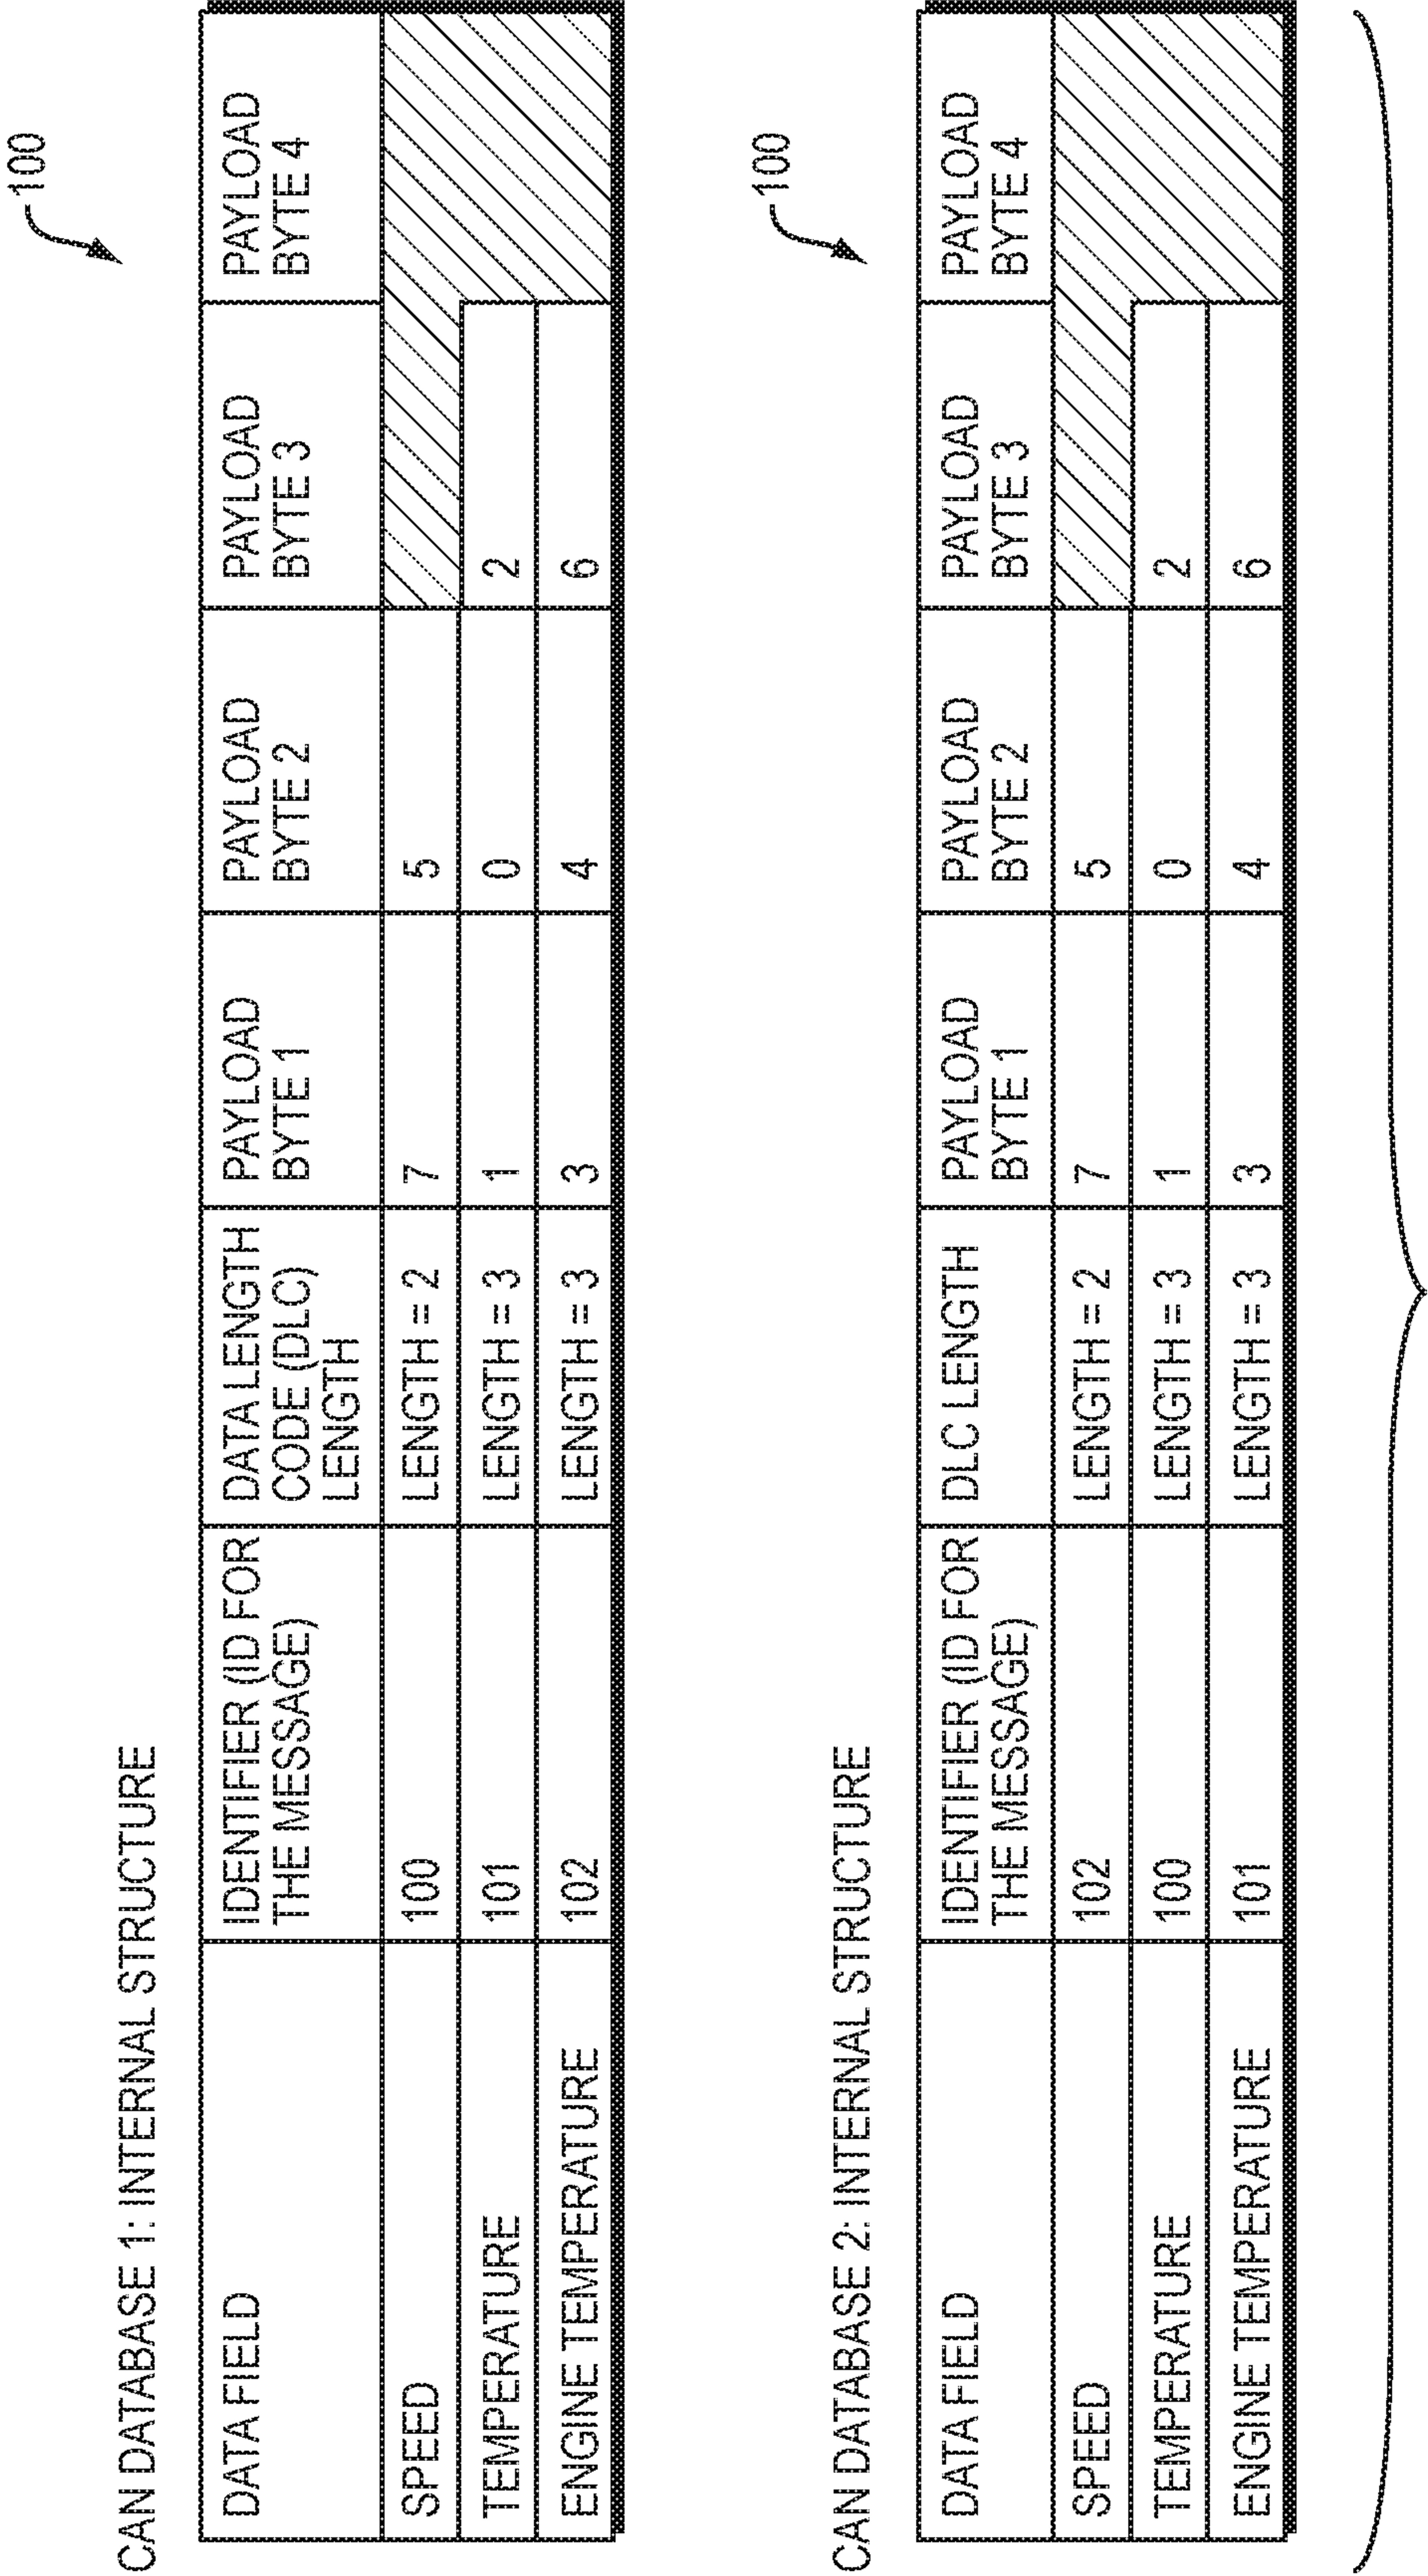 100
CAN DATABASE 1: INTERNAL STRUCTURE
DATA FIELD
IDENTIFIER (ID FOR
THE MESSAGE)
DATA LENGTH
CODE (DLC)
LENGTH
PAYLOAD
BYTE 1
PAYLOAD
BYTE 2
PAYLOAD
BYTE 3
PAYLOAD
BYTE 4
SPEED 100 LENGTH = 2 7 5
TEMPERATURE 101 LENGTH = 3 1 0 2
ENGINE TEMPERATURE 102 LENGTH = 3 3 4 6
100
CAN DATABASE 2: INTERNAL STRUCTURE
DATA FIELD
IDENTIFIER (ID FOR
THE MESSAGE)
DLC LENGTH
PAYLOAD
BYTE 1
PAYLOAD
BYTE 2
PAYLOAD
BYTE 3
PAYLOAD
BYTE 4
SPEED 102 LENGTH = 2 7 5
TEMPERATURE 100 LENGTH = 3 1 0 2
ENGINE TEMPERATURE 101 LENGTH = 3 3 4 6